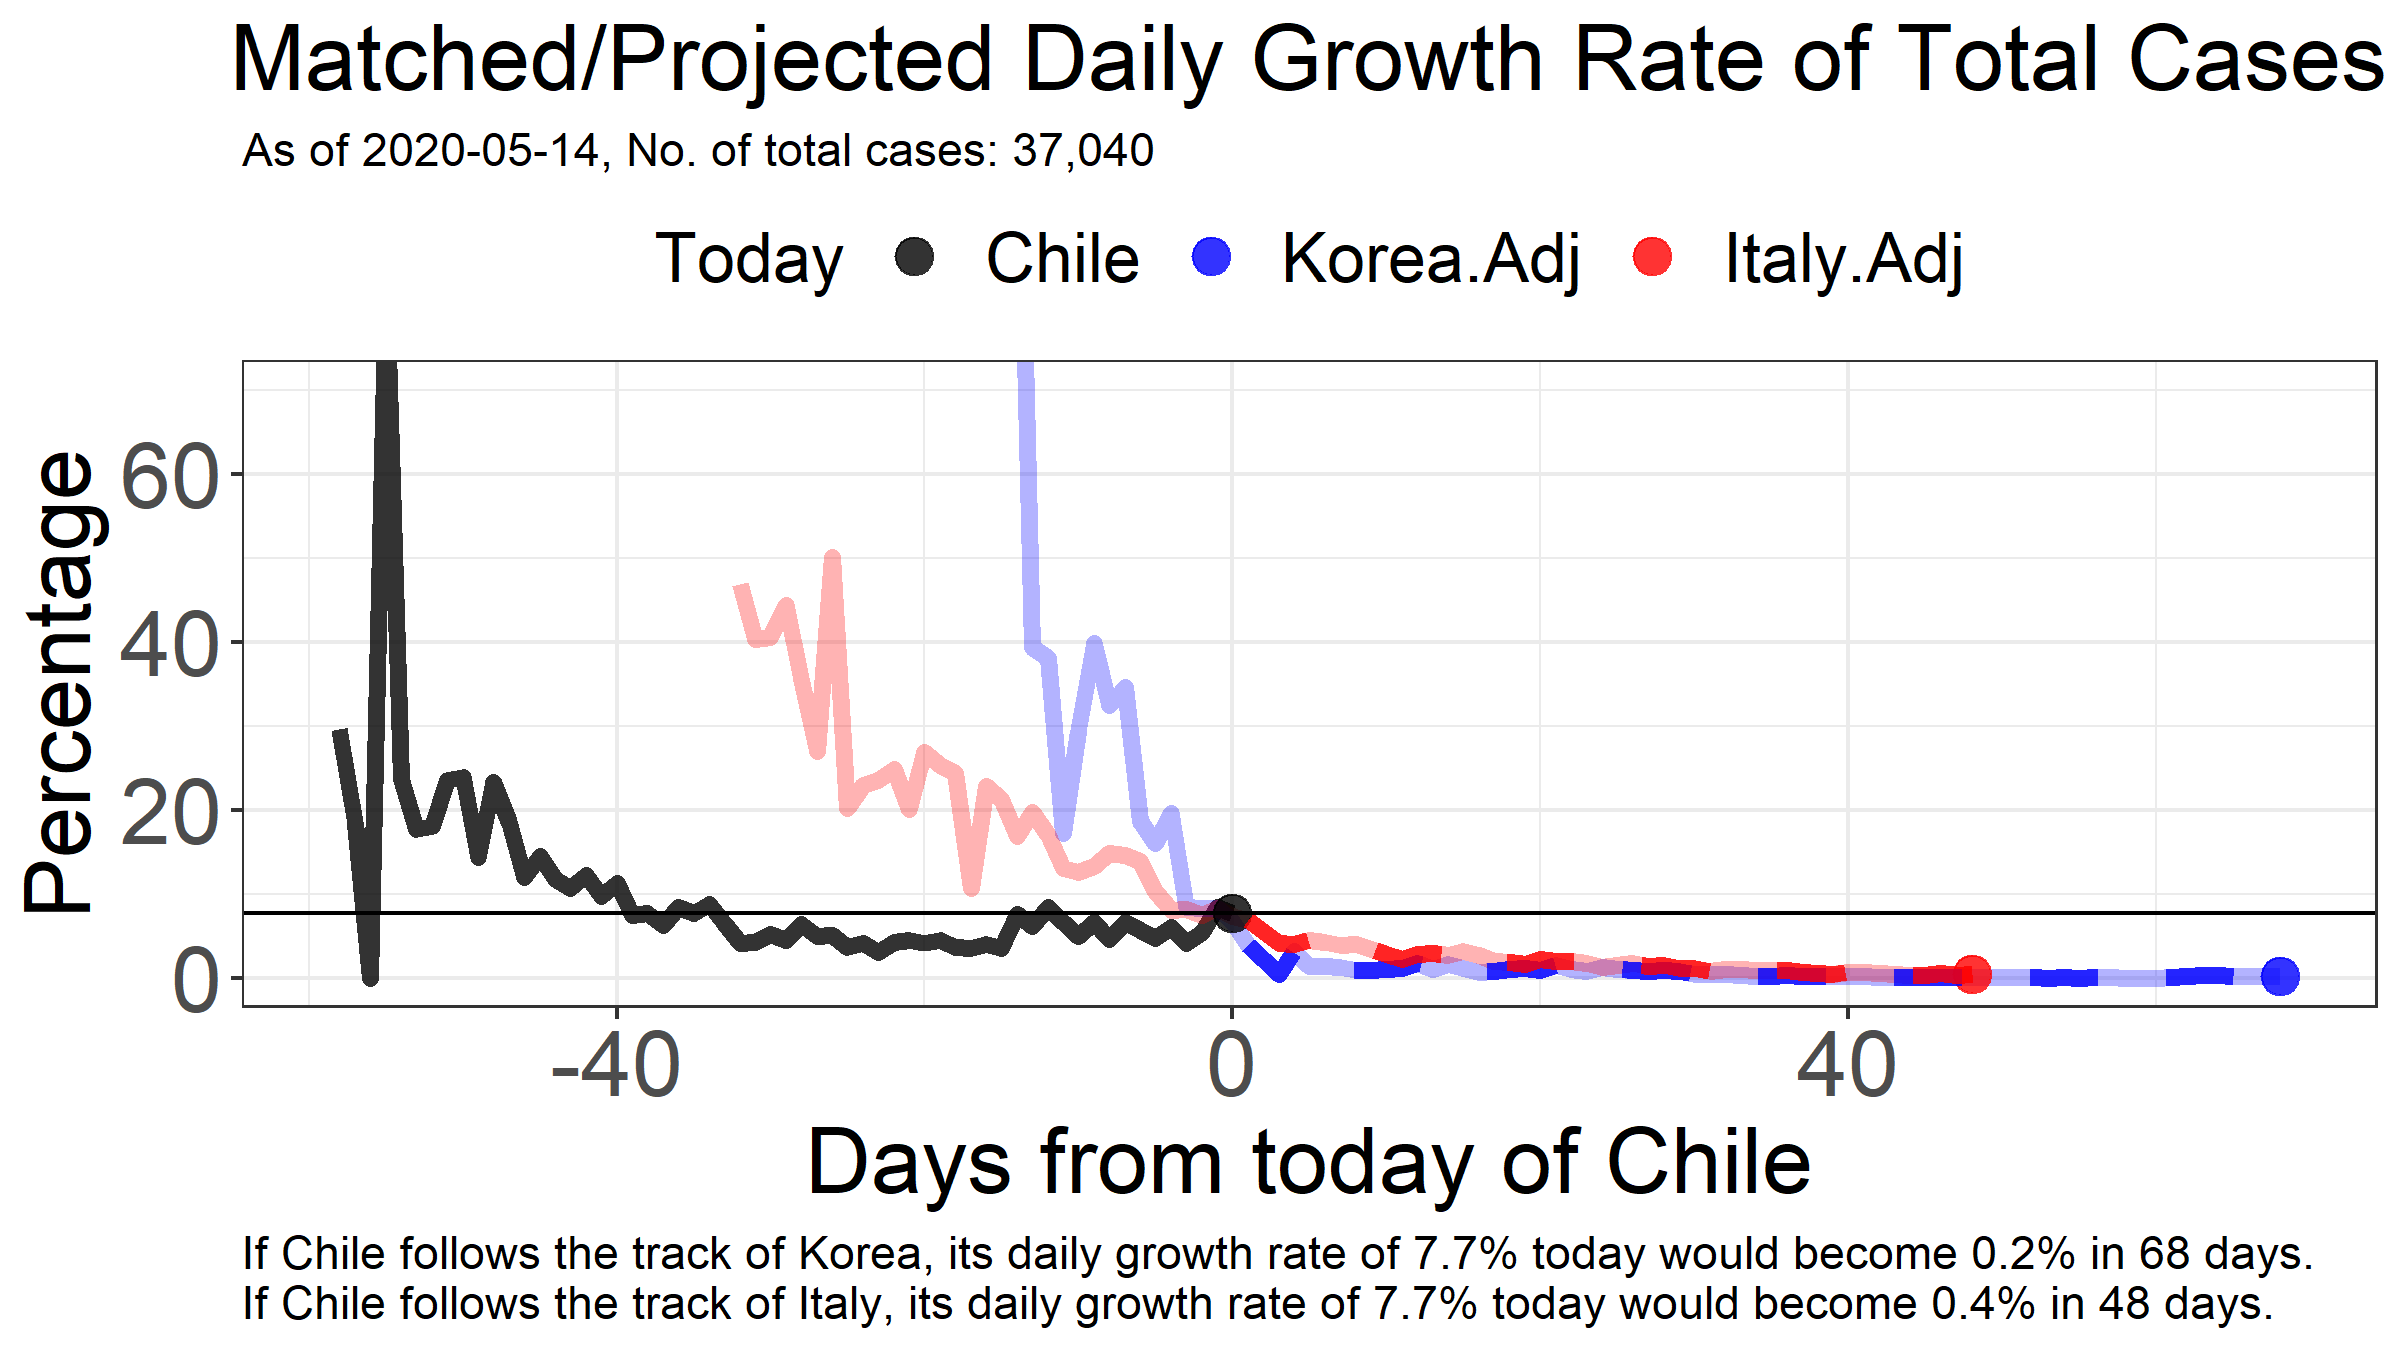 Matched/Projected Daily Growth Rate of Total Cases
As of 2020-05-14, No. of total cases: 37,040
Today Chile Korea.Adj Italy.Adj
Percentage
60
40
20
0
-40 0 40
Days from today of Chile
If Chile follows the track of Korea, its daily growth rate of 7.7% today would become 0.2% in 68 days.
If Chile follows the track of Italy, its daily growth rate of 7.7% today would become 0.4% in 48 days.